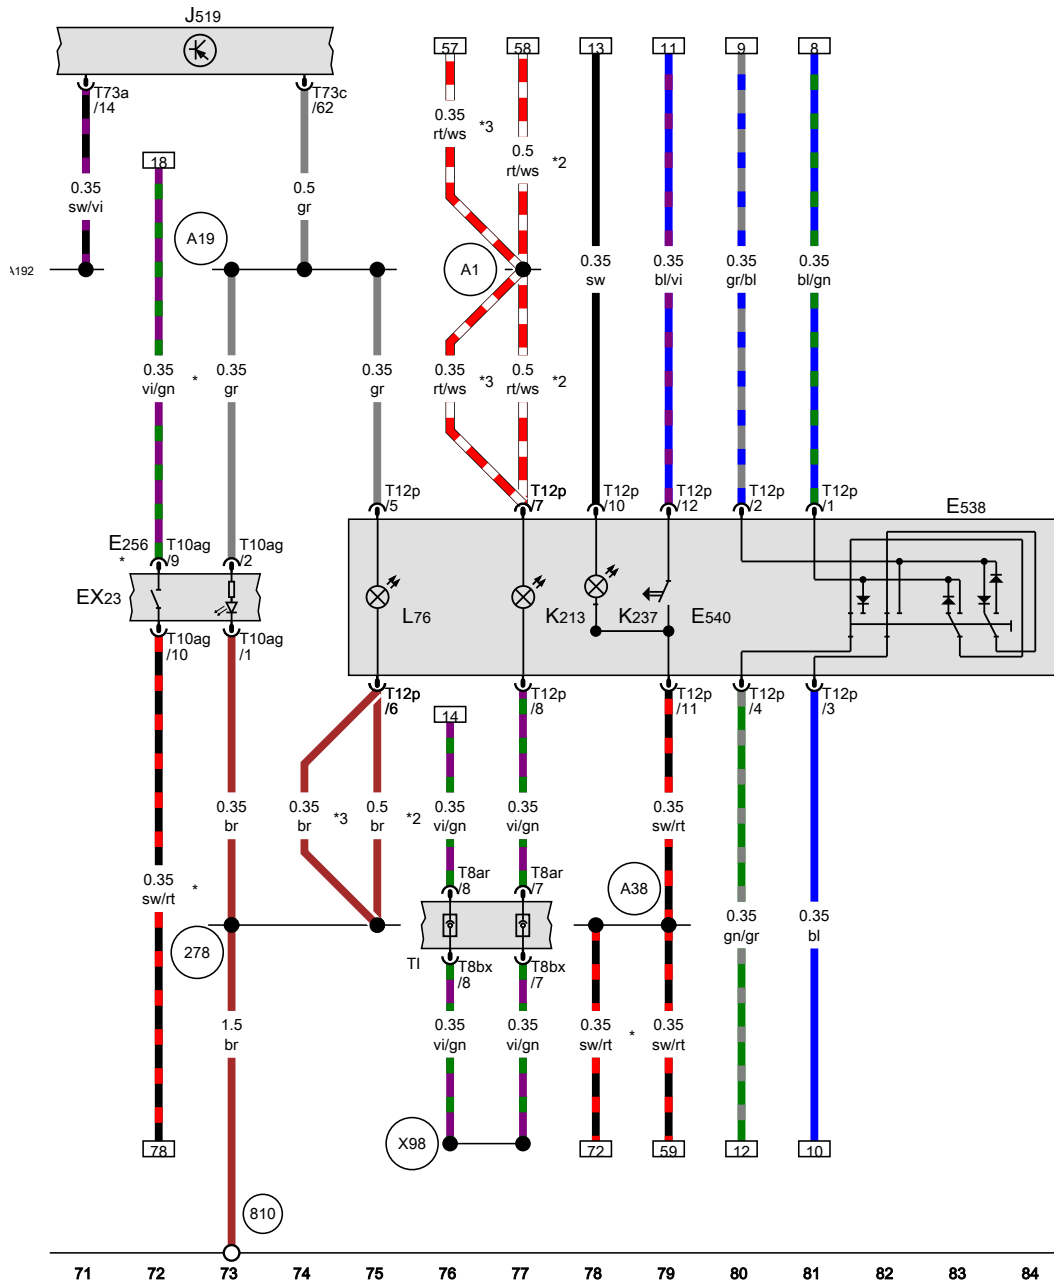 J519
57
58
13
11
9
8
T73a
/14
T73c
/62
0.35
rt/ws
*3
0.5
rt/ws
*2
18
0.35
sw/vi
0.5
gr
A19
A192
A1
0.35
sw
0.35
bl/vi
0.35
gr/bl
0.35
bl/gn
0.35
vi/gn
*
0.35
gr
0.35
gr
0.35
rt/ws
*3
0.5
rt/ws
*2
T12p
/5
T12p
/7
T12p
/10
T12p
/12
T12p
/2
T12p
/1
E538
E256
*
T10ag
/9
T10ag
/2
EX23
L76
K213
K237
E540
T10ag
/10
T10ag
/1
T12p
/6
T12p
/8
T12p
/11
T12p
/4
T12p
/3
14
0.35
br
0.35
br
*3
0.5
br
*2
0.35
vi/gn
0.35
vi/gn
0.35
sw/rt
0.35
sw/rt
*
T8ar
/8
T8ar
/7
A38
0.35
gn/gr
0.35
bl
278
TI
T8bx
/8
T8bx
/7
1.5
br
0.35
vi/gn
0.35
vi/gn
0.35
sw/rt
*
0.35
sw/rt
X98
78
72
59
12
10
810
71
72
73
74
75
76
77
78
79
80
81
82
83
84